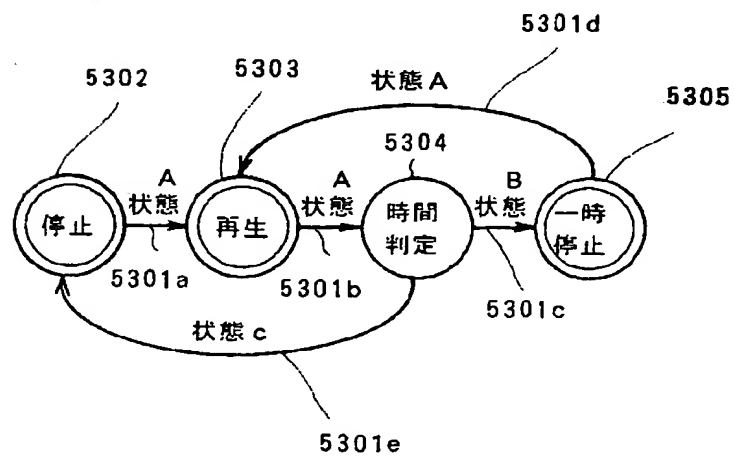 5301d
5303
5302
状態A
5305
5304
A
状態
A
状態
B
状態
停止
再生
時間
判定
一時
停止
5301a
5301b
5301c
状態c
5301e